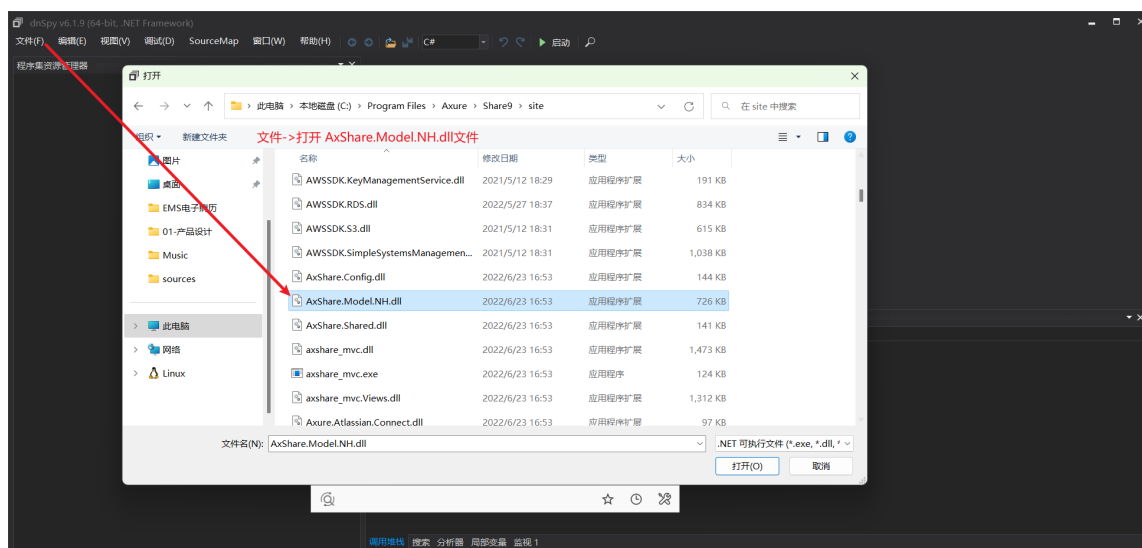 dnSpy v6.1.9 (64-bit, .NET Framework)
文件(F) 编辑(E) 视图(V) 调试(D) SourceMap 窗口(W) 帮助(H) C# 启动
程序集资源管理器
打开
此电脑 › 本地磁盘 (C:) › Program Files › Axure › Share9 › site
在 site 中搜索
组织 新建文件夹 文件->打开 AxShare.Model.NH.dll文件
名称 修改日期 类型 大小
图片
桌面
EMS电子病历
01-产品设计
Music
sources
此电脑
网络
Linux
AWSSDK.KeyManagementService.dll 2021/5/12 18:29 应用程序扩展 191 KB
AWSSDK.RDS.dll 2022/5/27 18:37 应用程序扩展 834 KB
AWSSDK.S3.dll 2021/5/12 18:31 应用程序扩展 615 KB
AWSSDK.SimpleSystemsManagemen... 2021/5/12 18:31 应用程序扩展 1,038 KB
AxShare.Config.dll 2022/6/23 16:53 应用程序扩展 144 KB
AxShare.Model.NH.dll 2022/6/23 16:53 应用程序扩展 726 KB
AxShare.Shared.dll 2022/6/23 16:53 应用程序扩展 141 KB
axshare_mvc.dll 2022/6/23 16:53 应用程序扩展 1,473 KB
axshare_mvc.exe 2022/6/23 16:53 应用程序 124 KB
axshare_mvc.Views.dll 2022/6/23 16:53 应用程序扩展 1,312 KB
Axure.Atlassian.Connect.dll 2022/6/23 16:53 应用程序扩展 97 KB
文件名(N): AxShare.Model.NH.dll .NET 可执行文件 (*.exe, *.dll, *
打开(O) 取消
调用堆栈 搜索 分析器 局部变量 监视 1